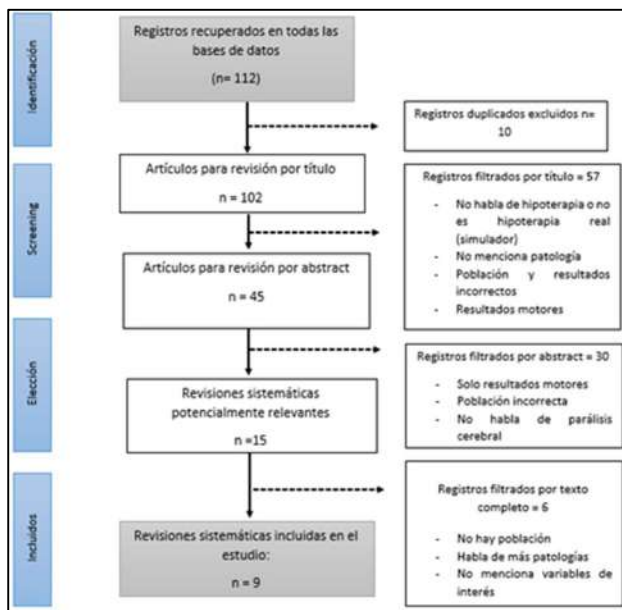 Identificación
Registros recuperados en todas las
bases de datos
(n= 112)
Registros duplicados excluidos n=
10
Screening
Artículos para revisión por título
n = 102
Registros filtrados por título = 57
- No habla de hipoterapia o no
es hipoterapia real
(simulador)
- No menciona patología
- Población y resultados
incorrectos
- Resultados motores
Artículos para revisión por abstract
n = 45
Elección
Registros filtrados por abstract = 30
- Solo resultados motores
- Población incorrecta
- No habla de parálisis
cerebral
Revisiones sistemáticas
potencialmente relevantes
n =15
Incluidos
Registros filtrados por texto
completo = 6
- No hay población
- Habla de más patologías
- No menciona variables de
interés
Revisiones sistemáticas incluidas en el
estudio:
n = 9